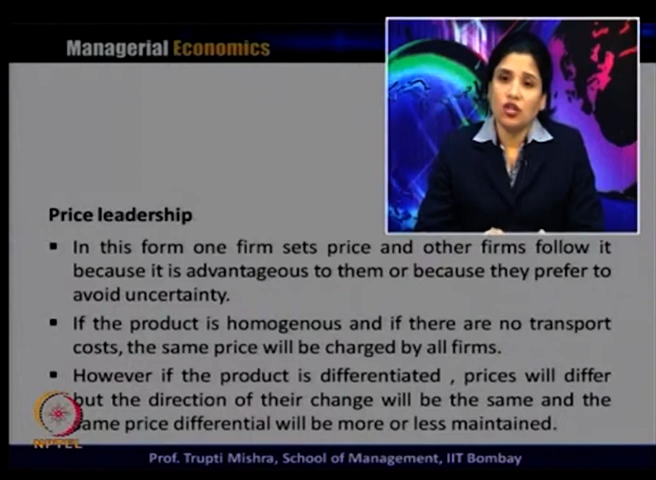 Managerial Economics
Price leadership
▪ In this form one firm sets price and other firms follow it
because it is advantageous to them or because they prefer to
avoid uncertainty.
▪ If the product is homogenous and if there are no transport
costs, the same price will be charged by all firms.
▪ However if the product is differentiated , prices will differ
but the direction of their change will be the same and the
same price differential will be more or less maintained.
NPTEL
Prof. Trupti Mishra, School of Management, IIT Bombay